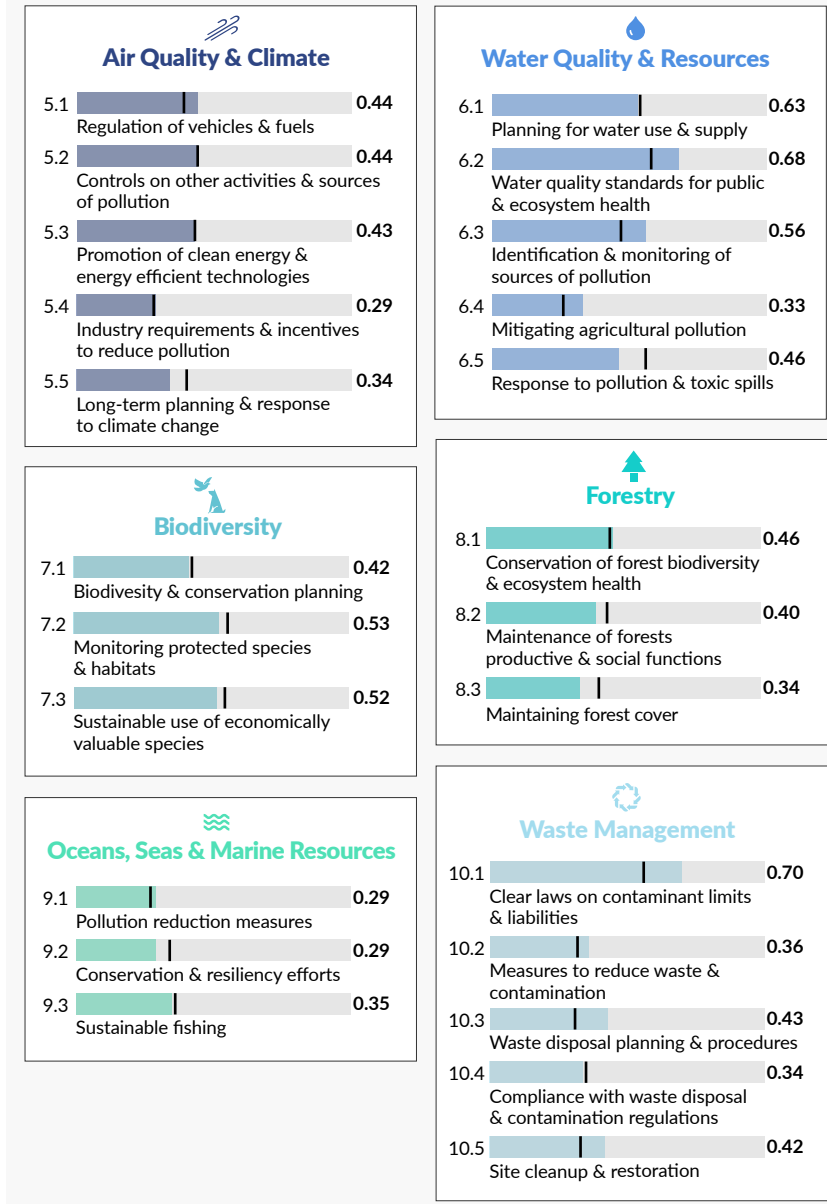 Air Quality & Climate
5.1 0.44
Regulation of vehicles & fuels
5.2 0.44
Controls on other activities & sources
of pollution
5.3 0.43
Promotion of clean energy &
energy efficient technologies
5.4 0.29
Industry requirements & incentives
to reduce pollution
5.5 0.34
Long-term planning & response
to climate change
Water Quality & Resources
6.1 0.63
Planning for water use & supply
6.2 0.68
Water quality standards for public
& ecosystem health
6.3 0.56
Identification & monitoring of
sources of pollution
6.4 0.33
Mitigating agricultural pollution
6.5 0.46
Response to pollution & toxic spills
Biodiversity
7.1 0.42
Biodivesity & conservation planning
7.2 0.53
Monitoring protected species
& habitats
7.3 0.52
Sustainable use of economically
valuable species
Forestry
8.1 0.46
Conservation of forest biodiversity
& ecosystem health
8.2 0.40
Maintenance of forests
productive & social functions
8.3 0.34
Maintaining forest cover
Oceans, Seas & Marine Resources
9.1 0.29
Pollution reduction measures
9.2 0.29
Conservation & resiliency efforts
9.3 0.35
Sustainable fishing
Waste Management
10.1 0.70
Clear laws on contaminant limits
& liabilities
10.2 0.36
Measures to reduce waste &
contamination
10.3 0.43
Waste disposal planning & procedures
10.4 0.34
Compliance with waste disposal
& contamination regulations
10.5 0.42
Site cleanup & restoration